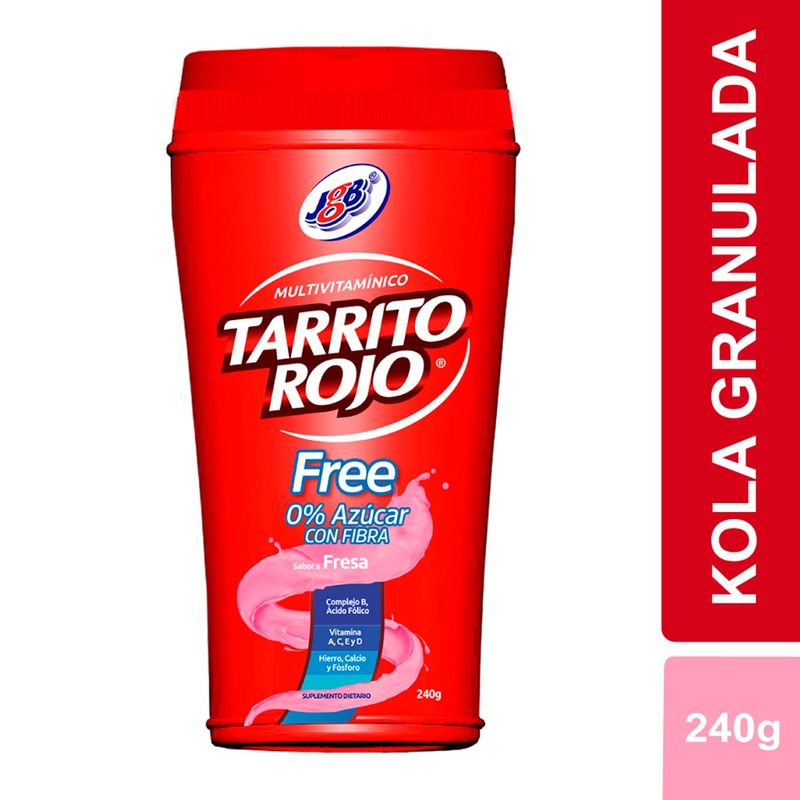 JGB®
MULTIVITAMÍNICO
TARRITO
ROJO®
Free
0% Azúcar
CON FIBRA
Sabor a Fresa
Complejo B,
Ácido Fólico
Vitamina
A, C, E y D
Hierro, Calcio
y Fósforo
SUPLEMENTO DIETARIO
240g
KOLA GRANULADA
240g